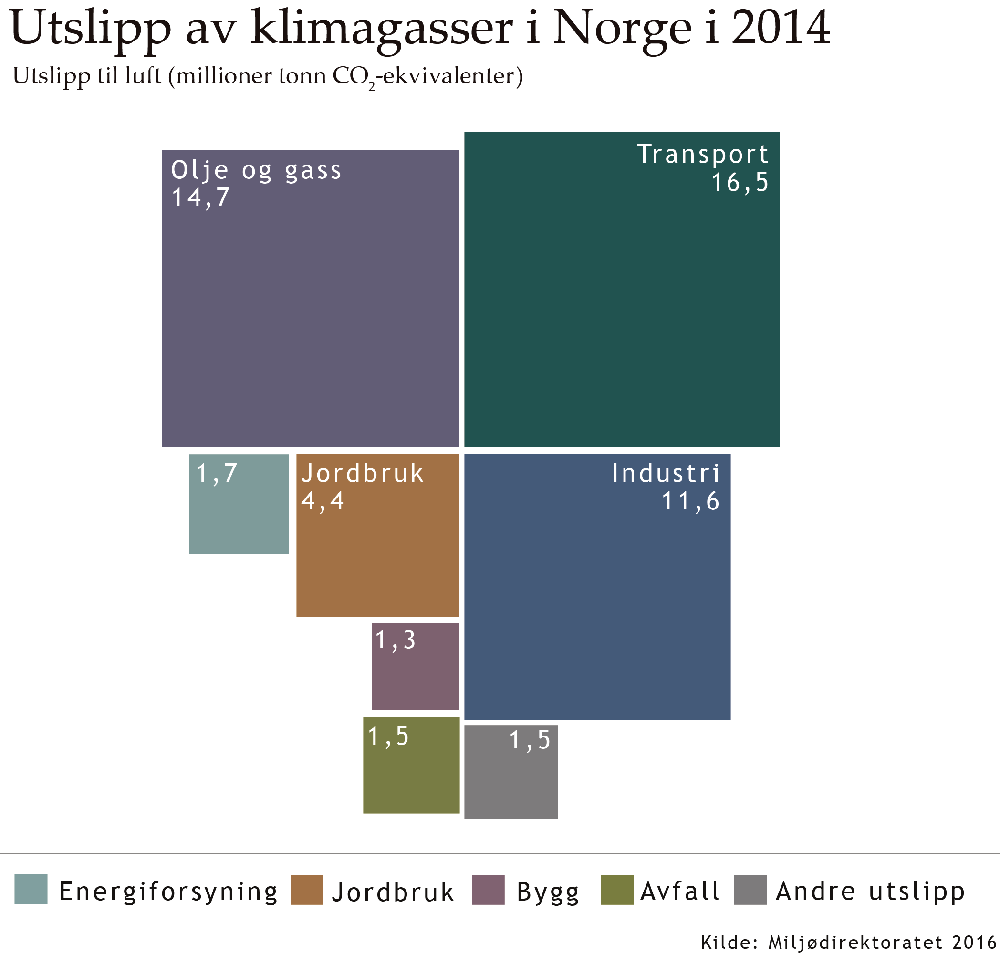 Utslipp av klimagasser i Norge i 2014
Utslipp til luft (millioner tonn CO₂-ekvivalenter)
Olje og gass
14,7
Transport
16,5
1,7
Jordbruk
4,4
Industri
11,6
1,3
1,5
1,5
Energiforsyning Jordbruk Bygg Avfall Andre utslipp
Kilde: Miljødirektoratet 2016